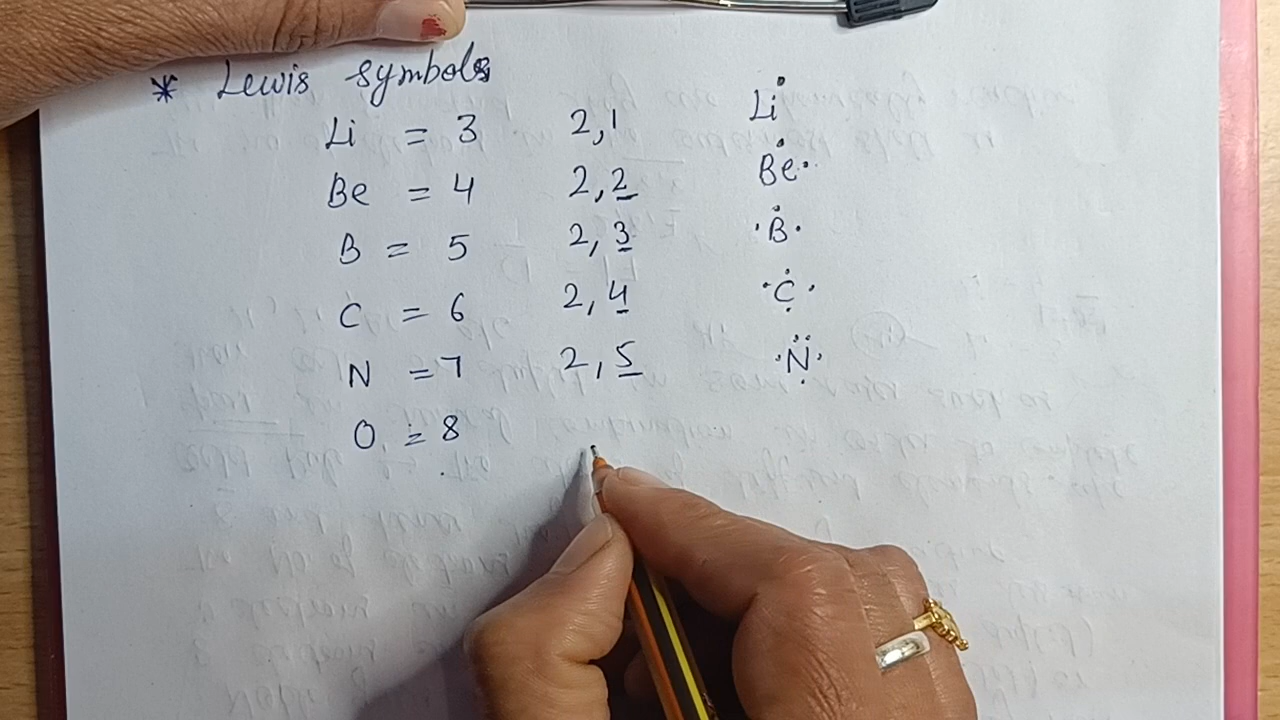 * Lewis symbols
Li = 3 2,1 Li
Be = 4 2,2 Be
B = 5 2,3 B
C = 6 2,4 C
N = 7 2,5 N
O = 8